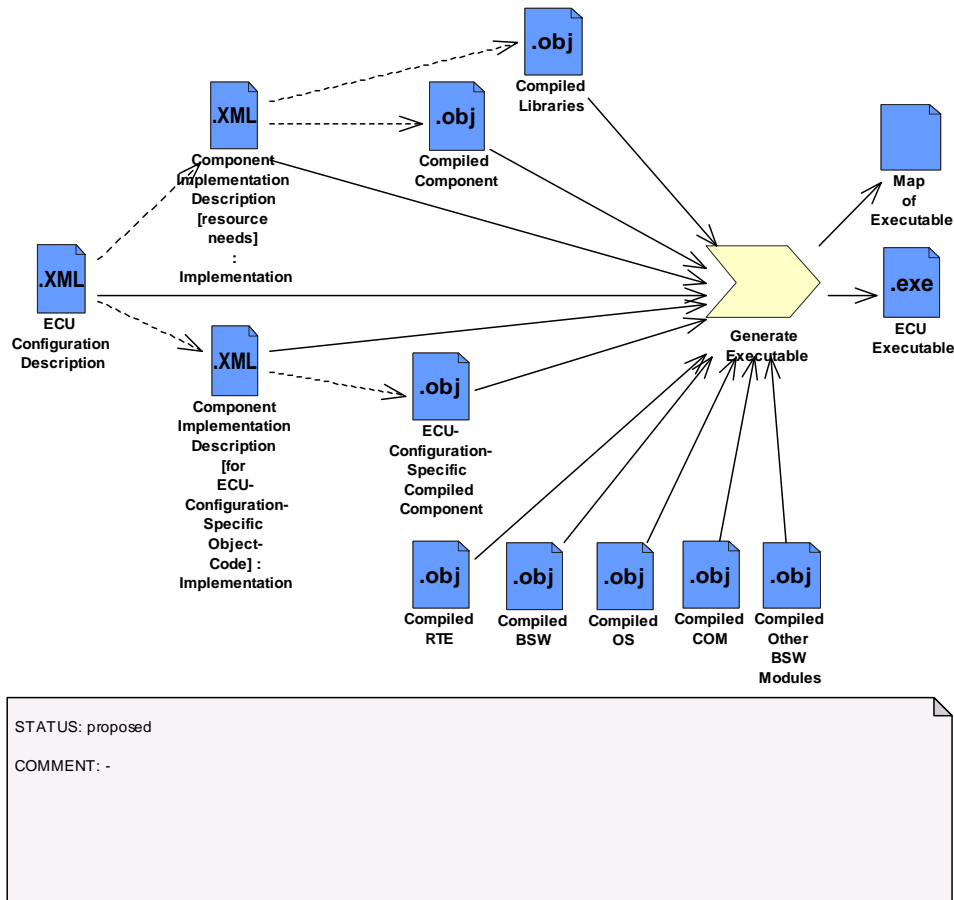 .obj
Compiled
Libraries
.XML
Component
Implementation
Description
[resource
needs]
:
Implementation
.obj
Compiled
Component
Map
of
Executable
.XML
ECU
Configuration
Description
Generate
Executable
.exe
ECU
Executable
.XML
Component
Implementation
Description
[for
ECU-
Configuration-
Specific
Object-
Code] :
Implementation
.obj
ECU-
Configuration-
Specific
Compiled
Component
.obj
Compiled
RTE
.obj
Compiled
BSW
.obj
Compiled
OS
.obj
Compiled
COM
.obj
Compiled
Other
BSW
Modules
STATUS: proposed
COMMENT: -